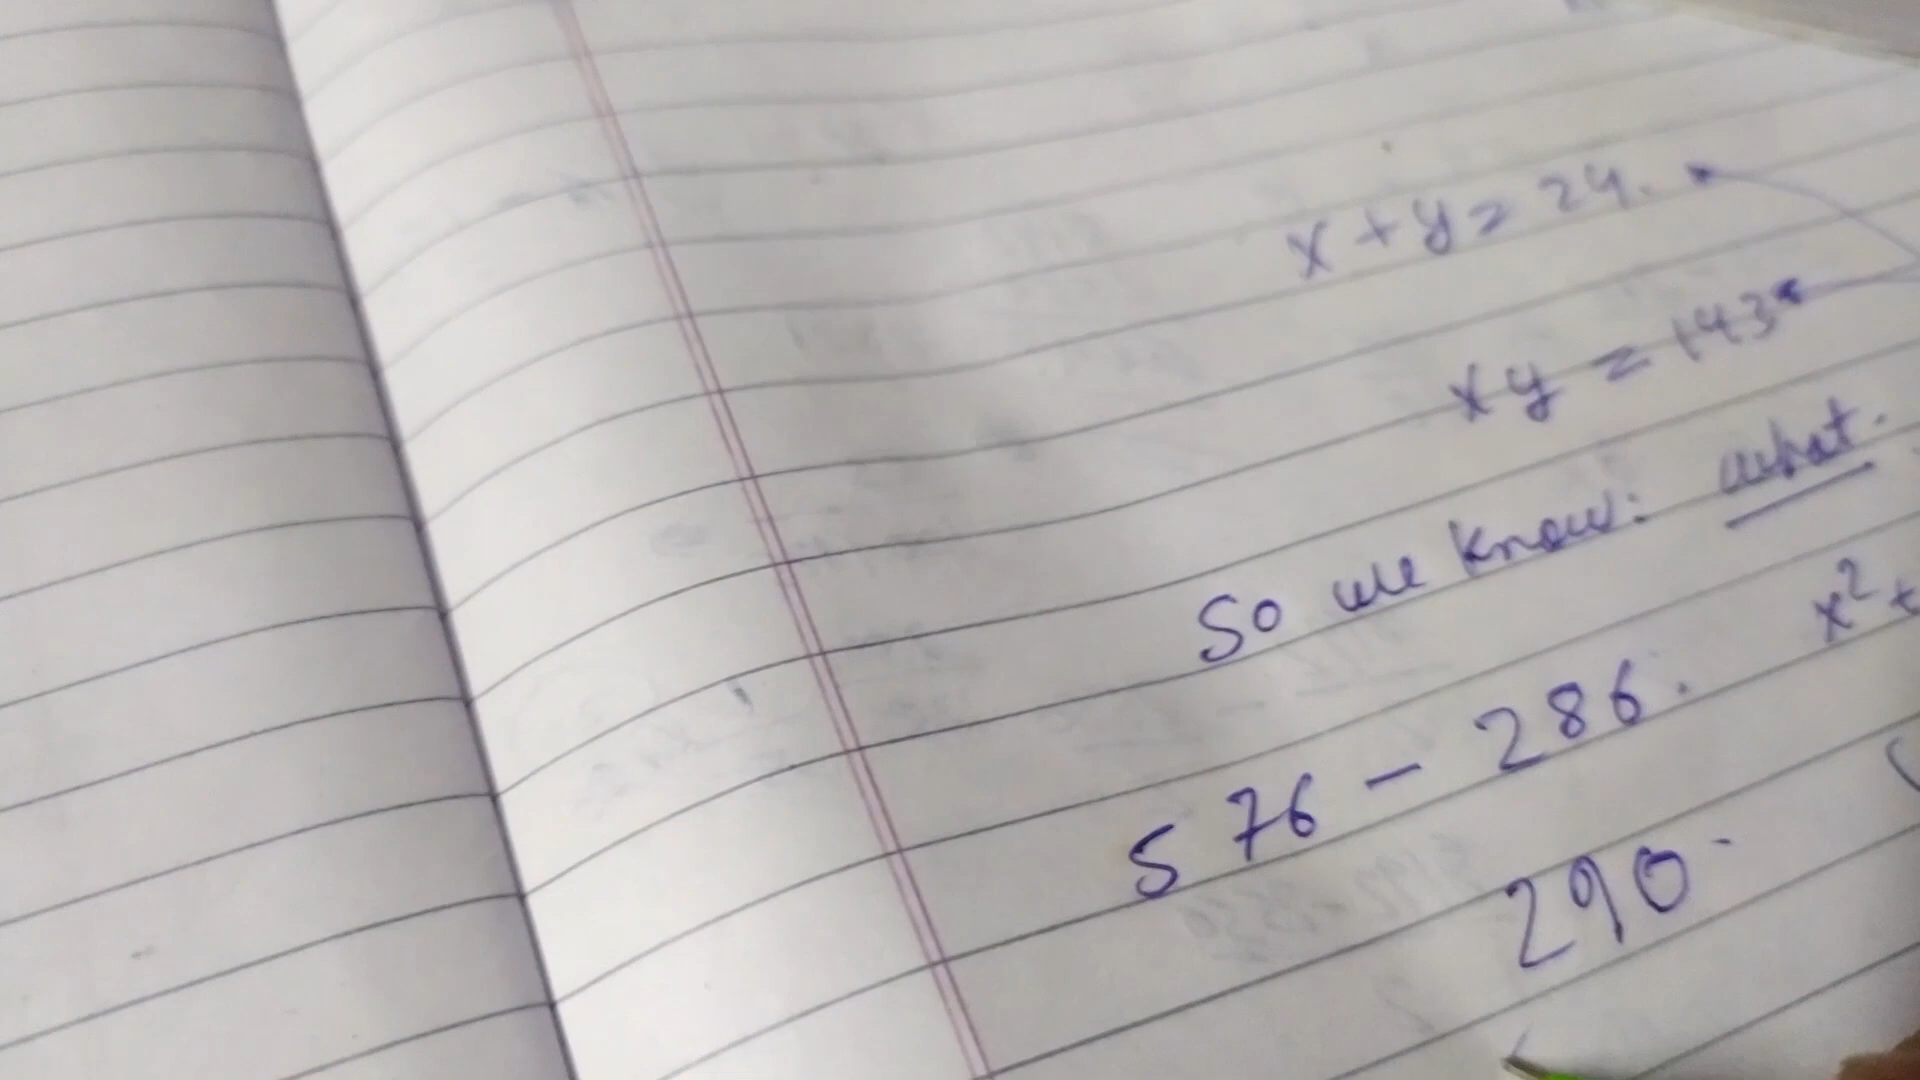 x + y = 24.
xy = 143
So we know: what.
x² +
576 - 286.
290.